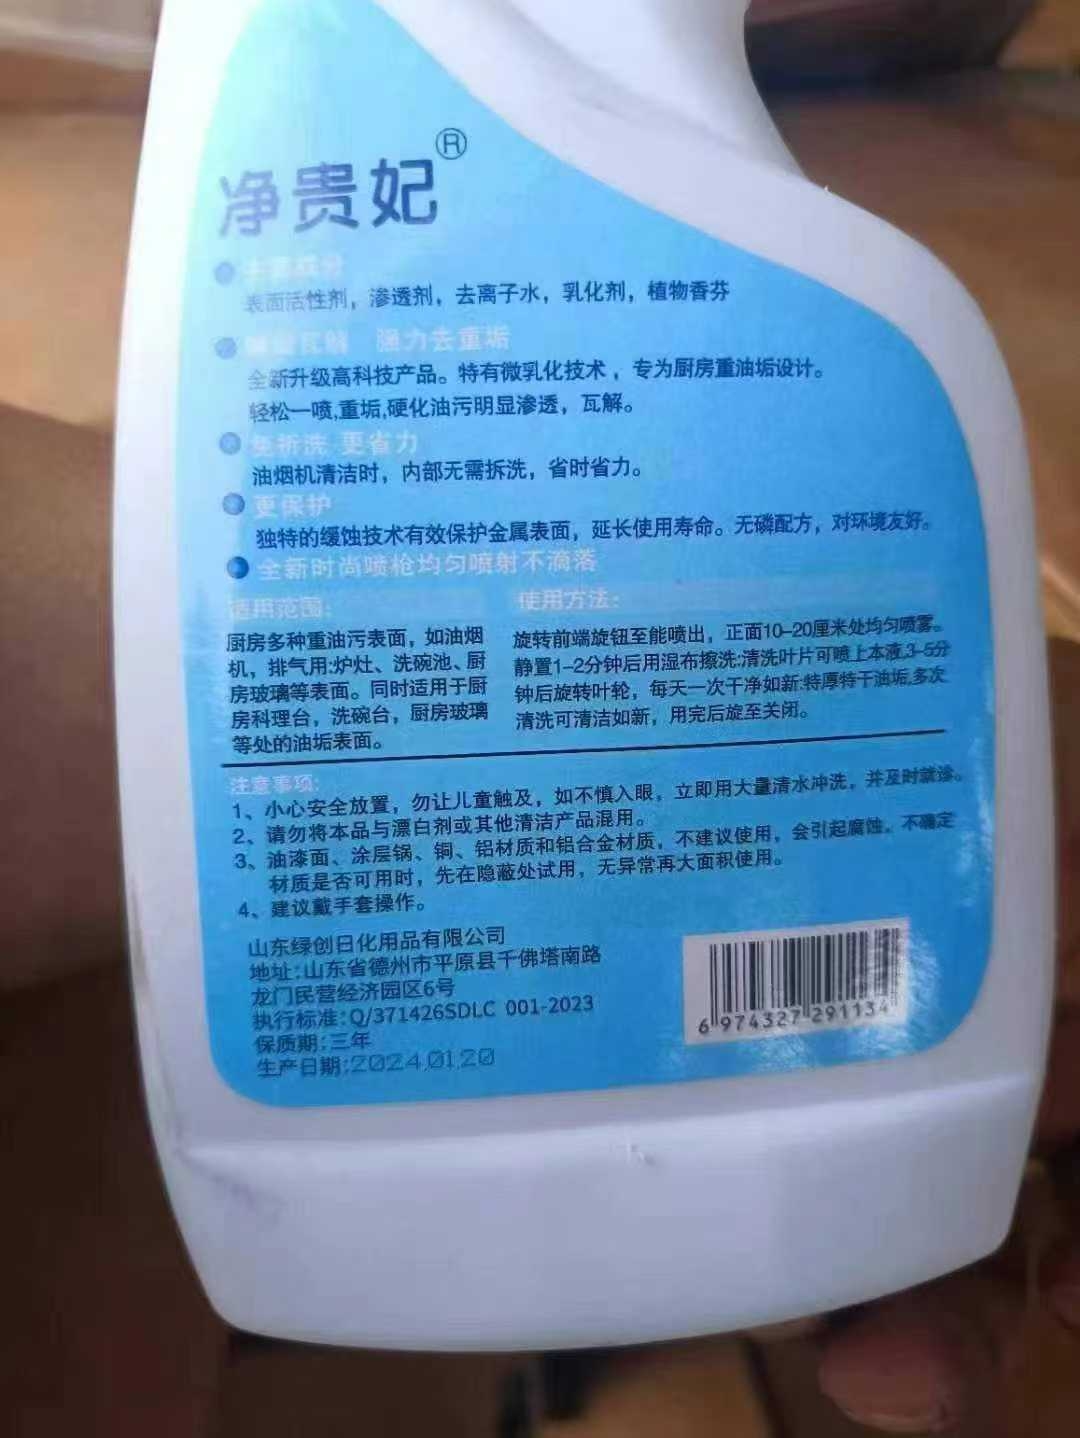 净贵妃®
主要成分
表面活性剂，渗透剂，去离子水，乳化剂，植物香芬
瓦解 强力去重垢
全新升级高科技产品。特有微乳化技术，专为厨房重油垢设计。
轻松一喷,重垢,硬化油污明显渗透，瓦解。
免拆洗 更省力
油烟机清洁时，内部无需拆洗，省时省力。
更保护
独特的缓蚀技术有效保护金属表面，延长使用寿命。无磷配方，对环境友好。
全新时尚喷枪均匀喷射不滴落
适用范围:
厨房多种重油污表面，如油烟
机，排气用:炉灶、洗碗池、厨
房玻璃等表面。同时适用于厨
房料理台，洗碗台，厨房玻璃
等处的油垢表面。
使用方法:
旋转前端旋钮至能喷出，正面10-20厘米处均匀喷雾。
静置1-2分钟后用湿布擦洗:清洗叶片可喷上本液,3-5分
钟后旋转叶轮，每天一次干净如新:特厚特干油垢,多次
清洗可清洁如新，用完后旋至关闭。
注意事项:
1、小心安全放置，勿让儿童触及，如不慎入眼，立即用大量清水冲洗，并及时就诊。
2、请勿将本品与漂白剂或其他清洁产品混用。
3、油漆面、涂层锅、铜、铝材质和铝合金材质，不建议使用，会引起腐蚀。不确定
材质是否可用时，先在隐蔽处试用，无异常再大面积使用。
4、建议戴手套操作。
山东绿创日化用品有限公司
地址:山东省德州市平原县千佛塔南路
龙门民营经济园区6号
执行标准:Q/371426SDLC 001-2023
保质期:三年
生产日期:2024.01.20
6 974327 291134